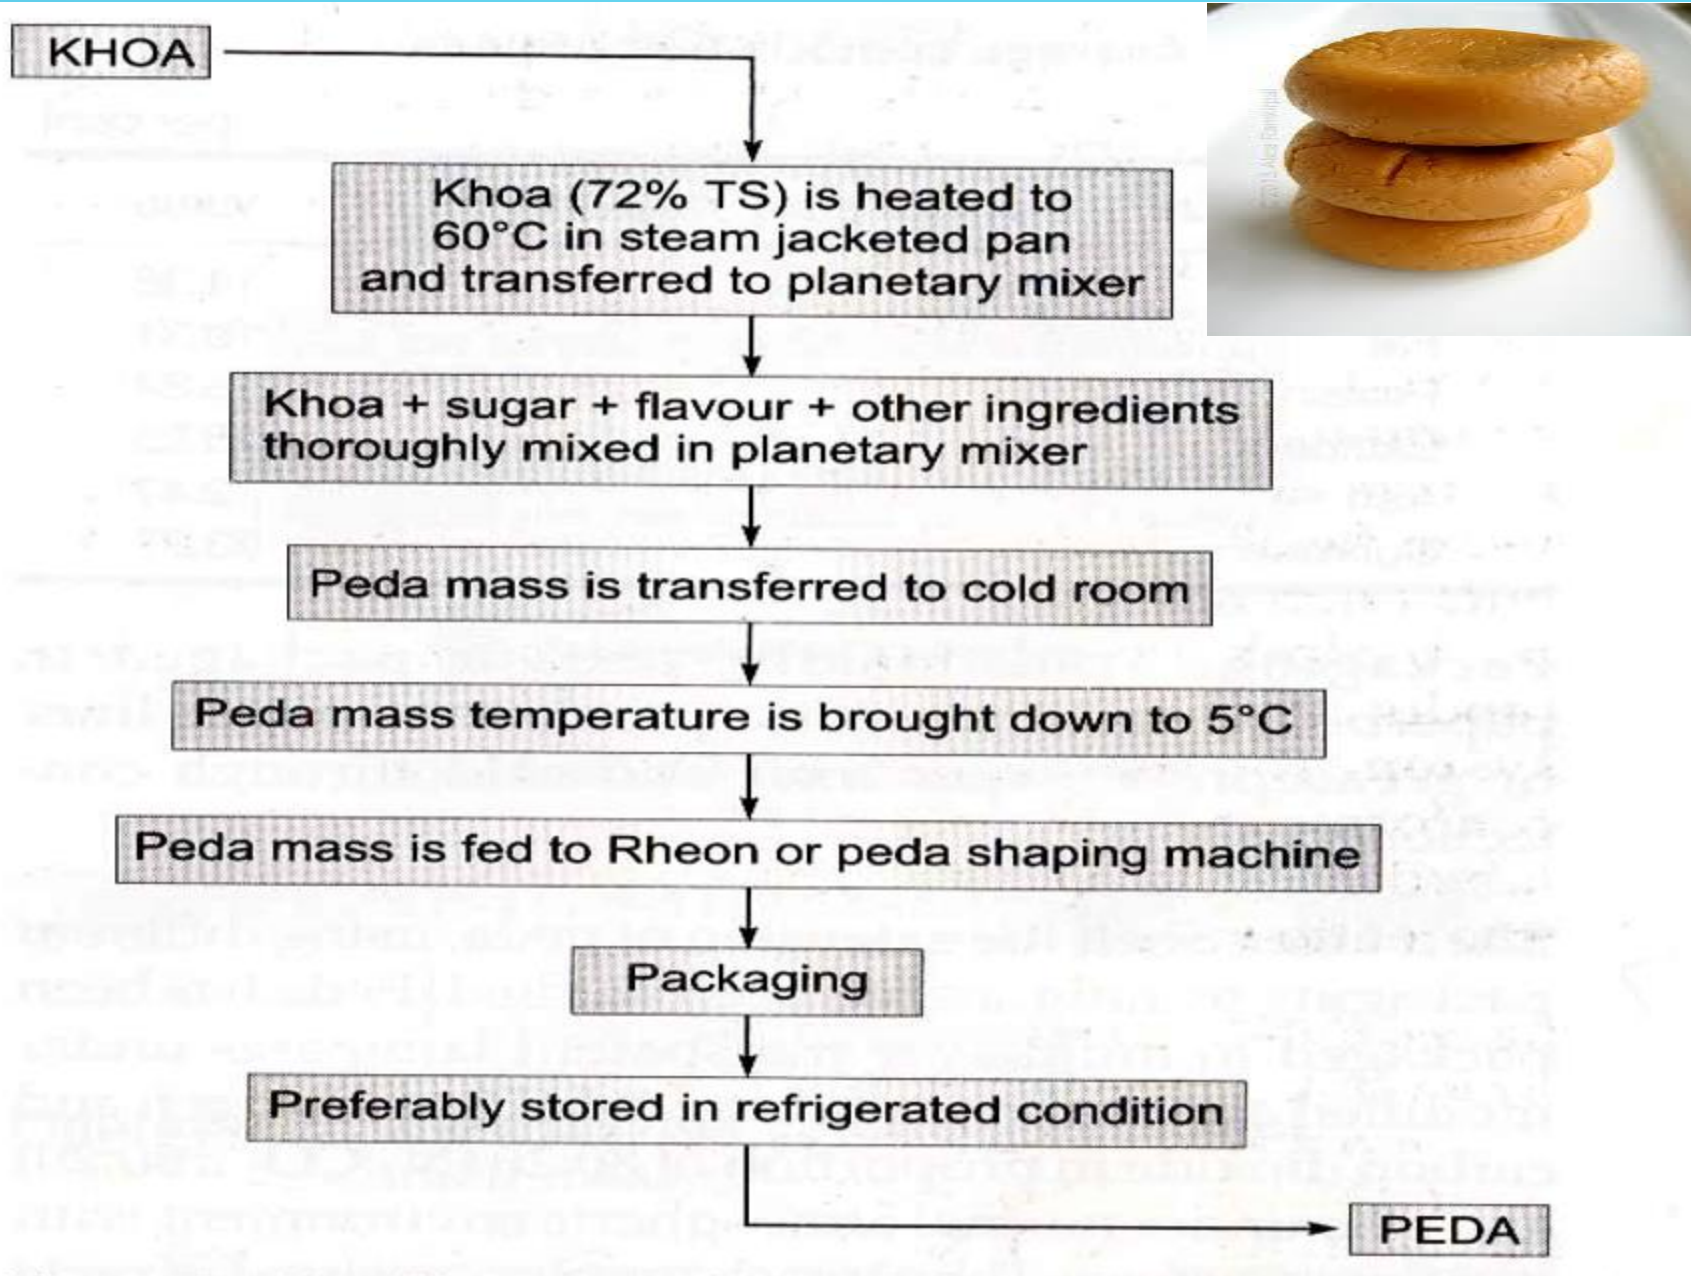 KHOA
Khoa (72% TS) is heated to
60°C in steam jacketed pan
and transferred to planetary mixer
Khoa + sugar + flavour + other ingredients
thoroughly mixed in planetary mixer
Peda mass is transferred to cold room
Peda mass temperature is brought down to 5°C
Peda mass is fed to Rheon or peda shaping machine
Packaging
Preferably stored in refrigerated condition
PEDA